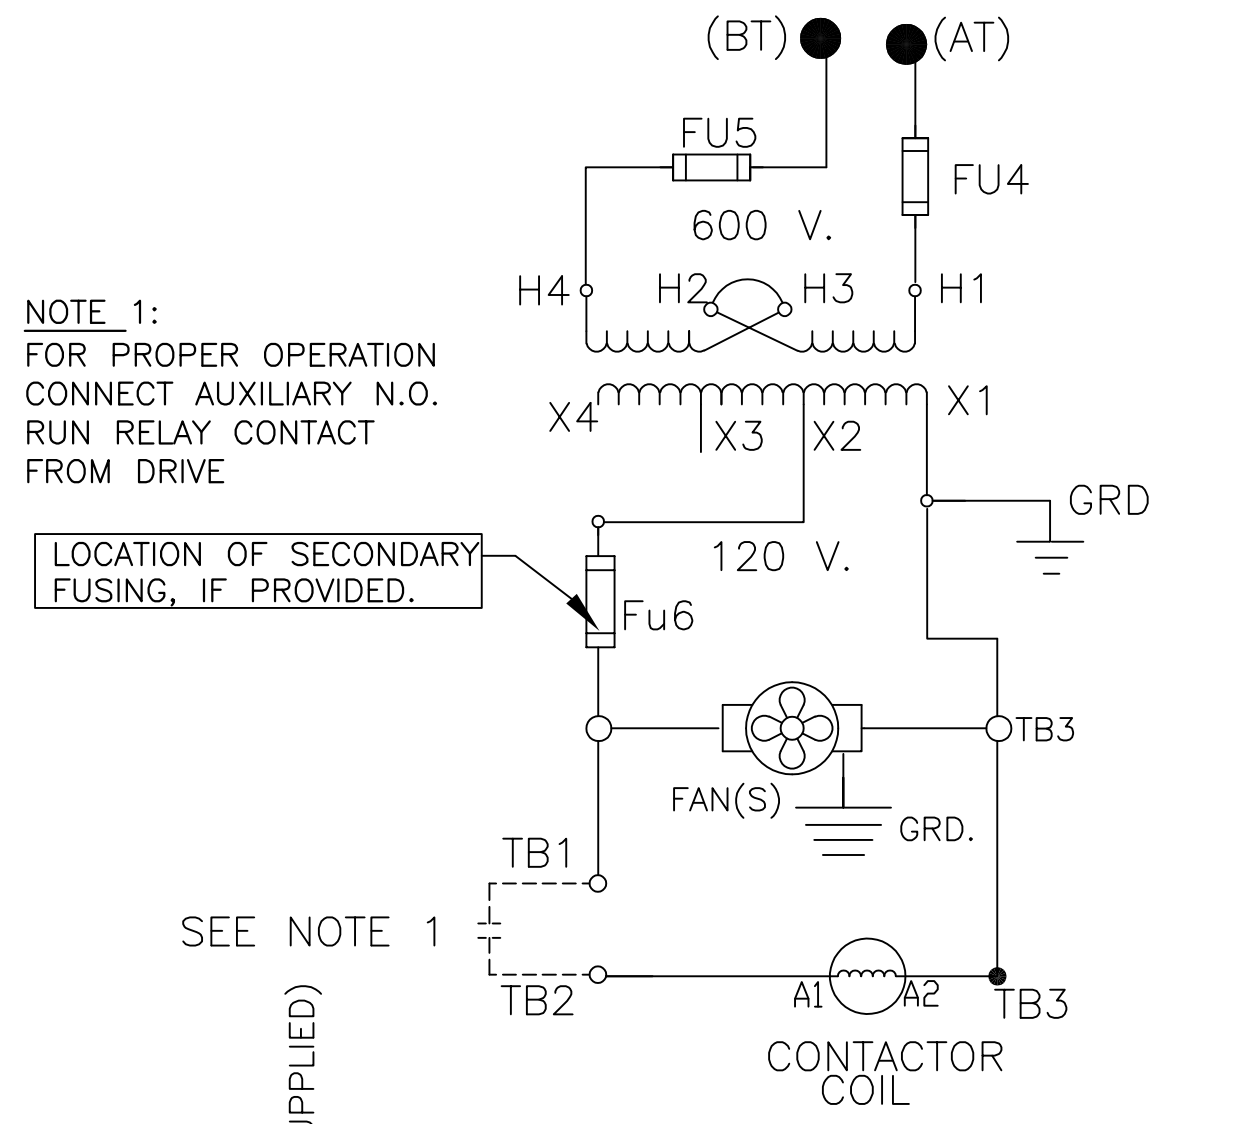 (BT)
(AT)
FU5
FU4
600 V.
H4
H2
H3
H1
NOTE 1:
FOR PROPER OPERATION
CONNECT AUXILIARY N.O.
RUN RELAY CONTACT
FROM DRIVE
X4
X3
X2
X1
GRD
LOCATION OF SECONDARY
FUSING, IF PROVIDED.
120 V.
Fu6
TB3
FAN(S)
GRD.
TB1
SEE NOTE 1
TB2
A1
A2
TB3
CONTACTOR
COIL
UPPLIED)